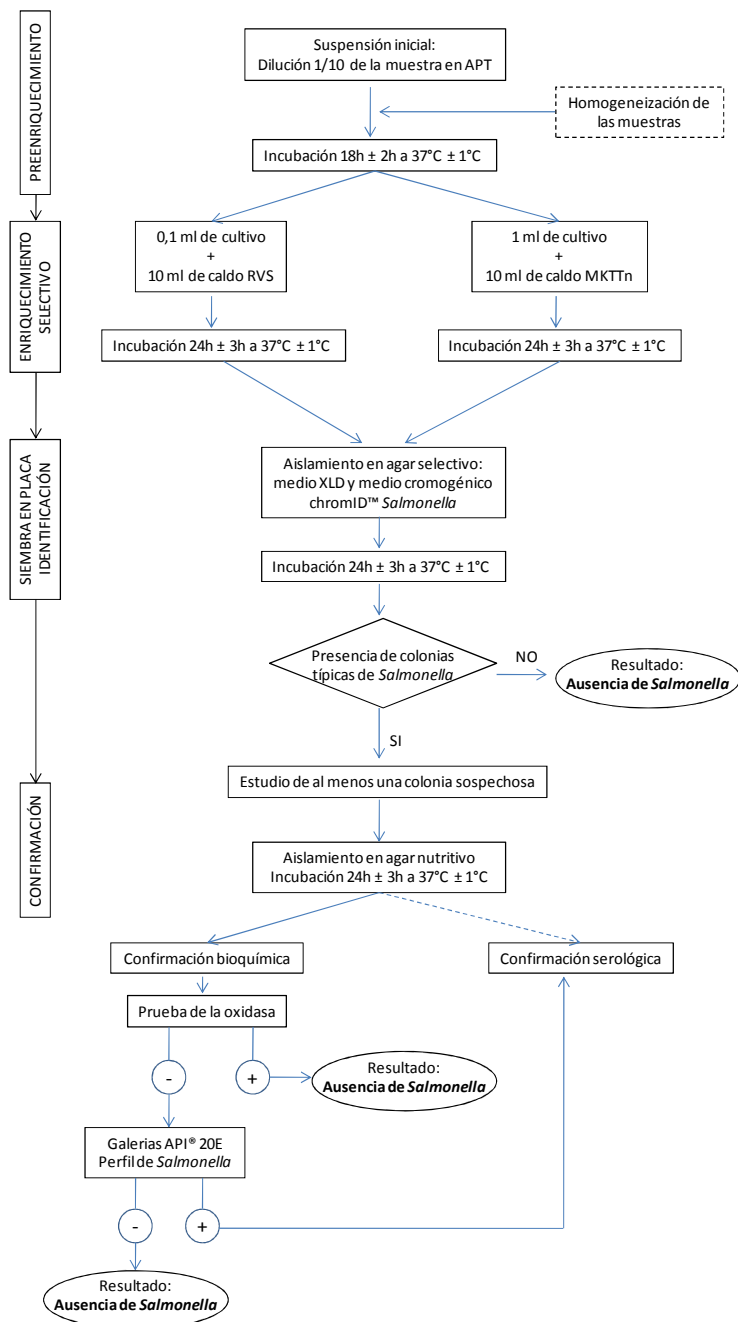 PREENRIQUECIMIENTO
Suspensión inicial:
Dilución 1/10 de la muestra en APT
Homogeneización de
las muestras
Incubación 18h ± 2h a 37°C ± 1°C
ENRIQUECIMIENTO
SELECTIVO
0,1 ml de cultivo
+
10 ml de caldo RVS
1 ml de cultivo
+
10 ml de caldo MKTTn
Incubación 24h ± 3h a 37°C ± 1°C
Incubación 24h ± 3h a 37°C ± 1°C
SIEMBRA EN PLACA
IDENTIFICACIÓN
Aislamiento en agar selectivo:
medio XLD y medio cromogénico
chromID™ Salmonella
Incubación 24h ± 3h a 37°C ± 1°C
Presencia de colonias
típicas de Salmonella
NO
Resultado:
Ausencia de Salmonella
SI
CONFIRMACIÓN
Estudio de al menos una colonia sospechosa
Aislamiento en agar nutritivo
Incubación 24h ± 3h a 37°C ± 1°C
Confirmación bioquímica
Confirmación serológica
Prueba de la oxidasa
-
+
Resultado:
Ausencia de Salmonella
Galerias API® 20E
Perfil de Salmonella
-
+
Resultado:
Ausencia de Salmonella